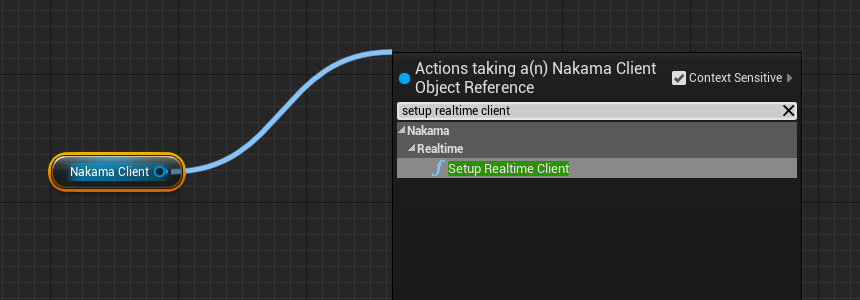 Actions taking a(n) Nakama Client
Object Reference
Context Sensitive
setup realtime client
Nakama
Realtime
f Setup Realtime Client
Nakama Client